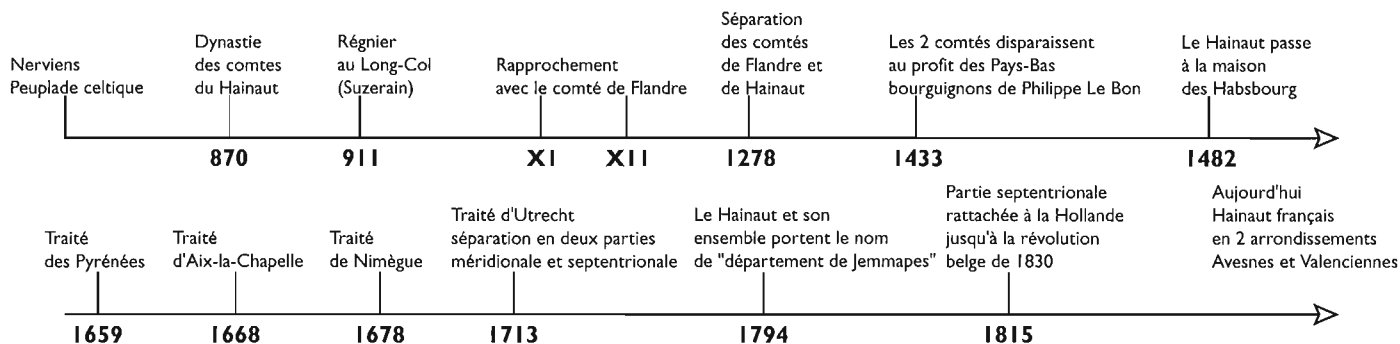 Nerviens
Peuplade celtique
Dynastie
des comtes
du Hainaut
Régnier
au Long-Col
(Suzerain)
Rapprochement
avec le comté de Flandre
Séparation
des comtés
de Flandre et
de Hainaut
Les 2 comtés disparaissent
au profit des Pays-Bas
bourguignons de Philippe Le Bon
Le Hainaut passe
à la maison
des Habsbourg
870
911
XI
XII
1278
1433
1482
Traité
des Pyrénées
Traité
d'Aix-la-Chapelle
Traité
de Nimègue
Traité d'Utrecht
séparation en deux parties
méridionale et septentrionale
Le Hainaut et son
ensemble portent le nom
de "département de Jemmapes"
Partie septentrionale
rattachée à la Hollande
jusqu'à la révolution
belge de 1830
Aujourd'hui
Hainaut français
en 2 arrondissements
Avesnes et Valenciennes
1659
1668
1678
1713
1794
1815